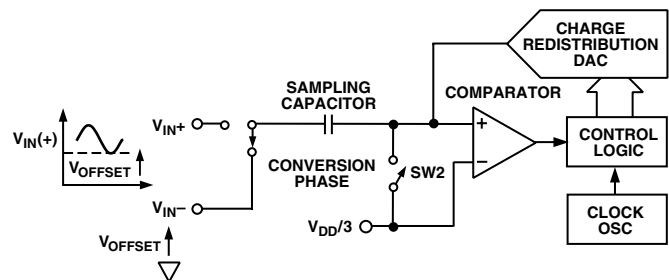 CHARGE
REDISTRIBUTION
DAC
SAMPLING
CAPACITOR
COMPARATOR
VIN+
VIN(+)
VOFFSET
CONVERSION
PHASE
SW2
+
–
CONTROL
LOGIC
VIN–
VDD/3
CLOCK
OSC
VOFFSET